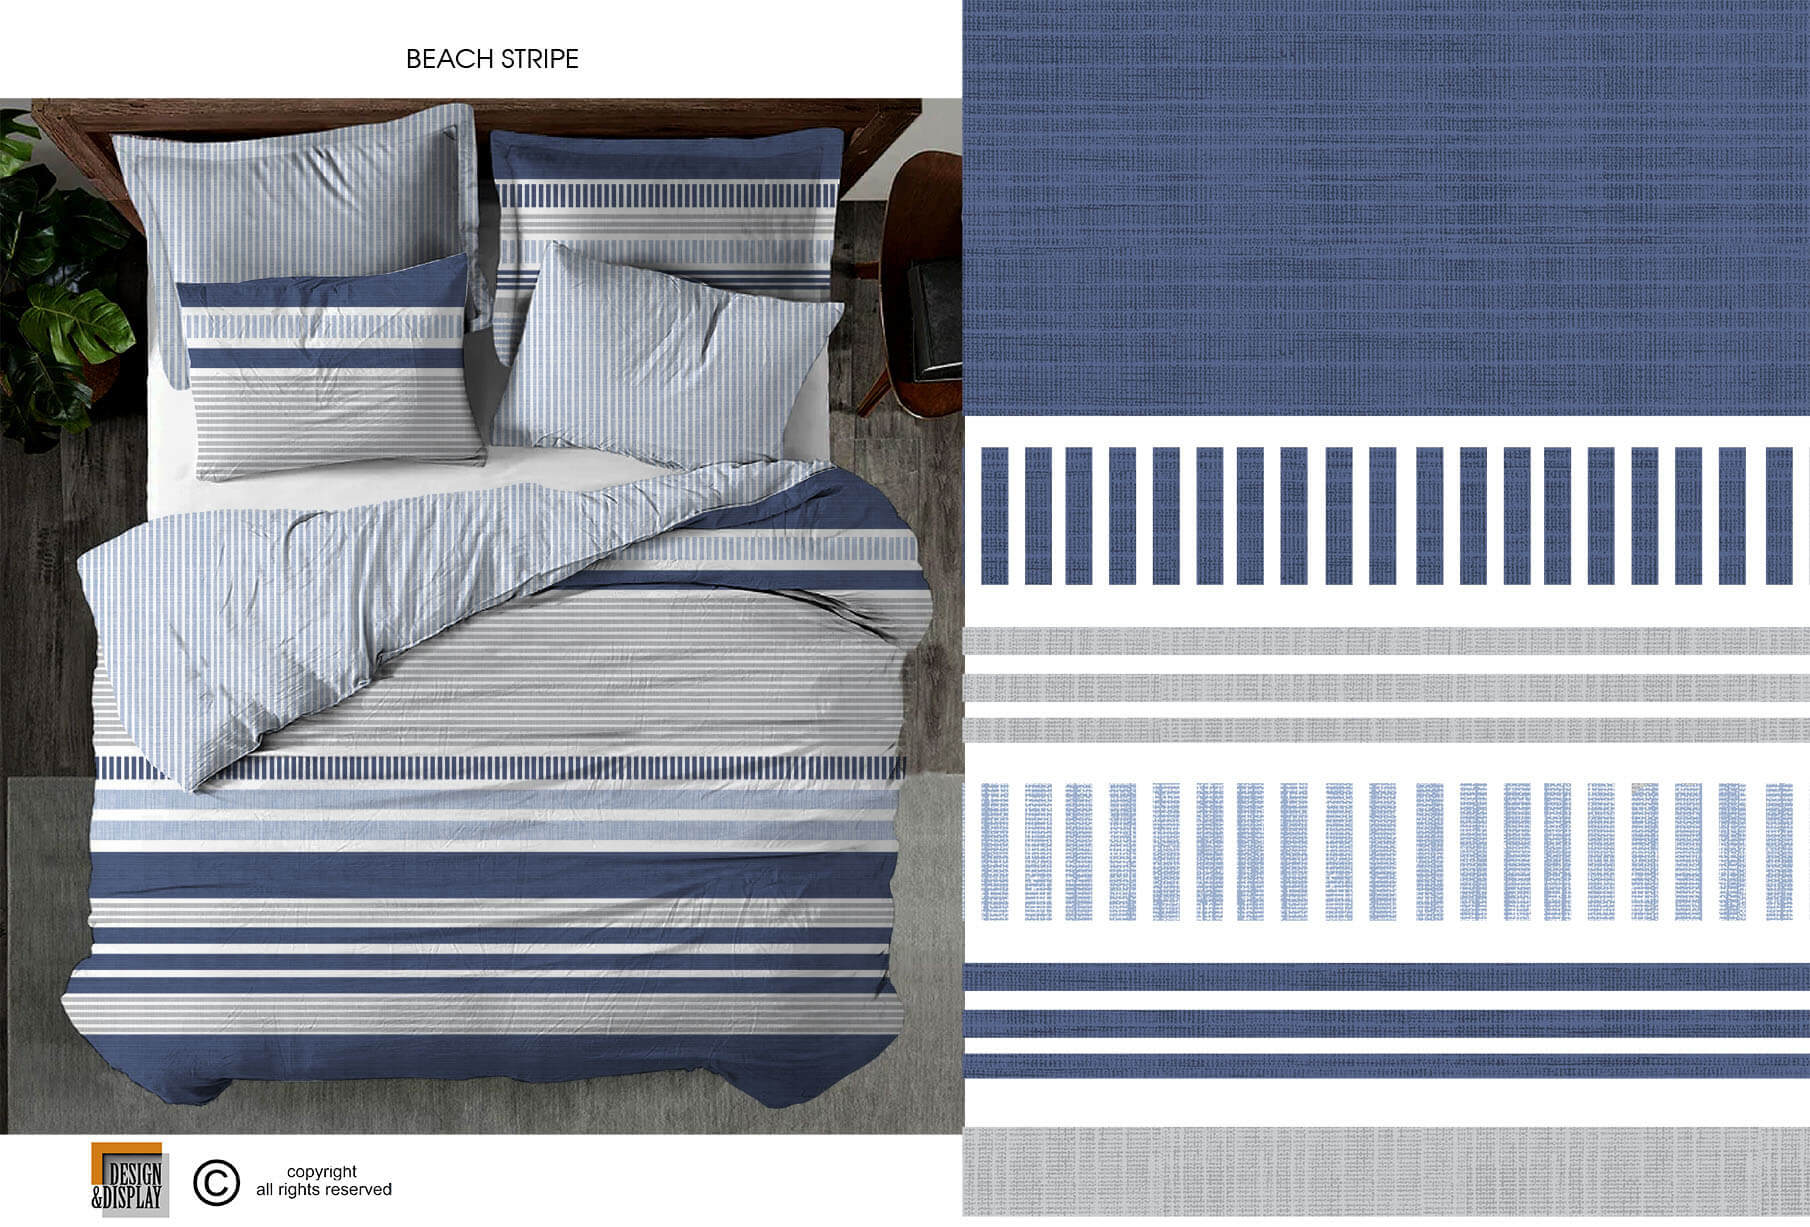 BEACH STRIPE
DESIGN
&DISPLAY
©
copyright
all rights reserved